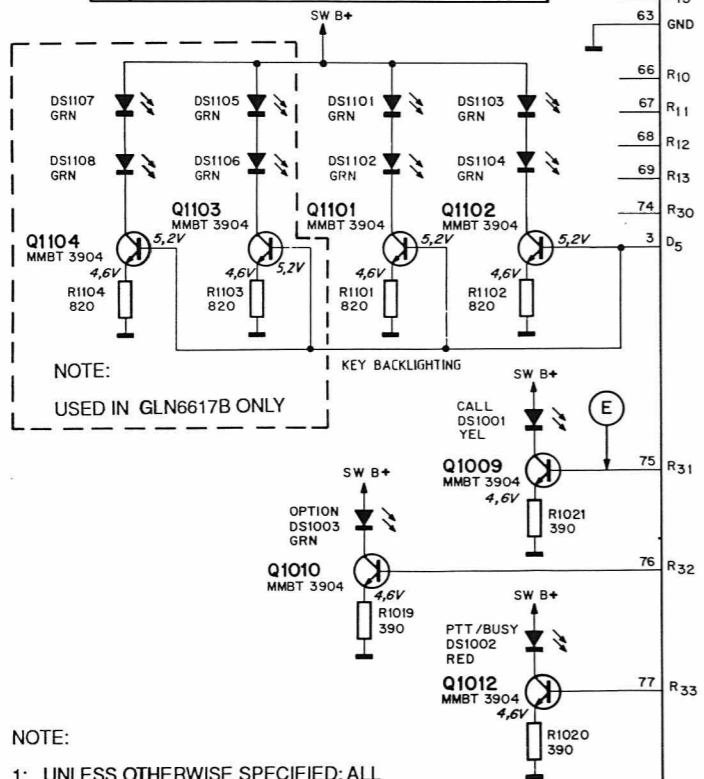 SW B+
63 GND
66 R10
67 R11
68 R12
69 R13
74 R30
3 D5
DS1107
GRN
DS1105
GRN
DS1101
GRN
DS1103
GRN
DS1108
GRN
DS1106
GRN
DS1102
GRN
DS1104
GRN
Q1104
MMBT 3904
5,2V
4,6V
R1104
820
Q1103
MMBT 3904
5,2V
4,6V
R1103
820
Q1101
MMBT 3904
5,2V
4,6V
R1101
820
Q1102
MMBT 3904
5,2V
4,6V
R1102
820
NOTE:
USED IN GLN6617B ONLY
KEY BACKLIGHTING
SW B+
CALL
DS1001
YEL
E
Q1009
MMBT 3904
4,6V
R1021
390
75 R31
SW B+
OPTION
DS1003
GRN
Q1010
MMBT 3904
4,6V
R1019
390
76 R32
SW B+
PTT/BUSY
DS1002
RED
Q1012
MMBT 3904
4,6V
R1020
390
77 R33
NOTE:
1: UNLESS OTHERWISE SPECIFIED: ALL